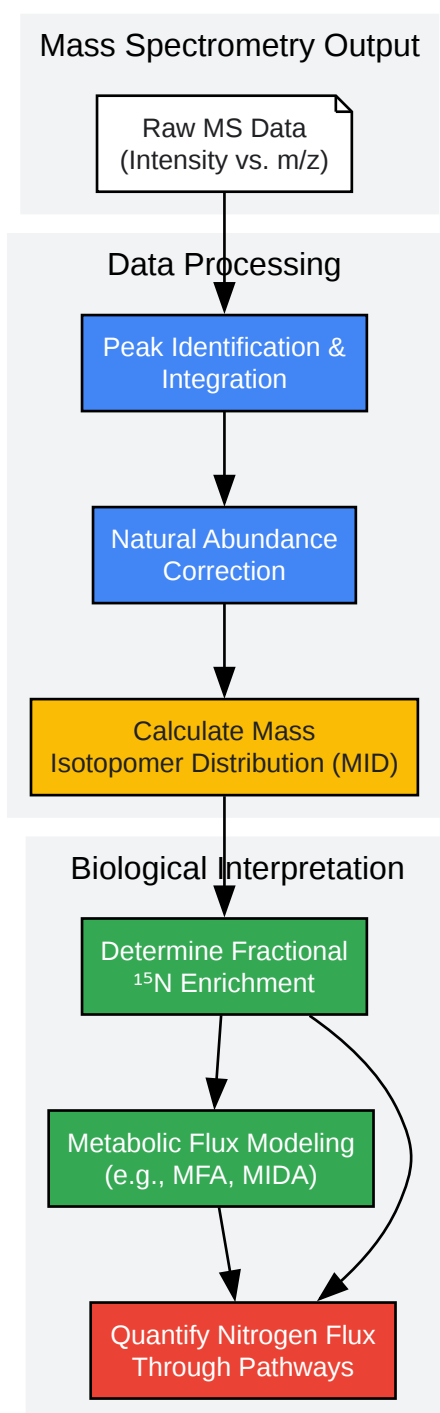 Mass Spectrometry Output
Raw MS Data
(Intensity vs. m/z)
Data Processing
Peak Identification &
Integration
Natural Abundance
Correction
Calculate Mass
Isotopomer Distribution (MID)
Biological Interpretation
Determine Fractional
¹⁵N Enrichment
Metabolic Flux Modeling
(e.g., MFA, MIDA)
Quantify Nitrogen Flux
Through Pathways